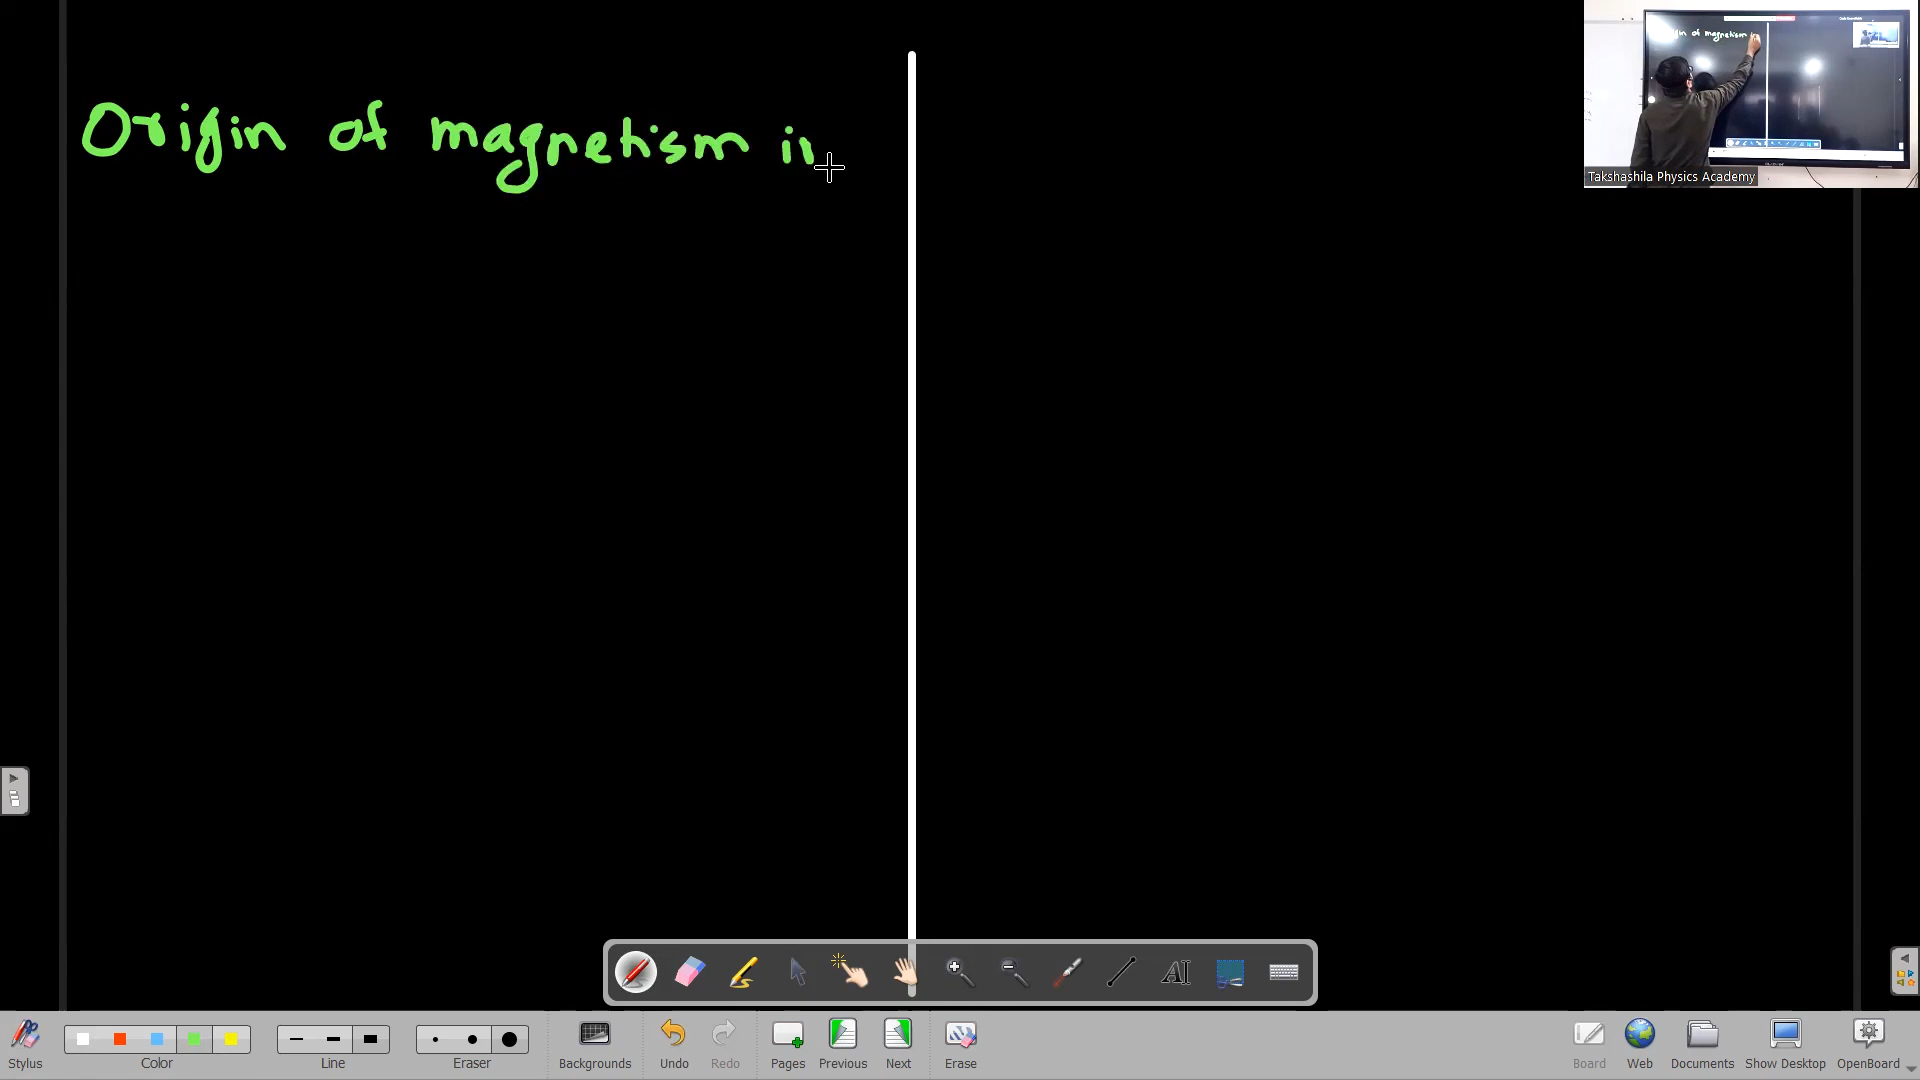 Origin of magnetism in
Takshashila Physics Academy
Stylus
Color
Line
Eraser
Backgrounds
Undo
Redo
Pages
Previous
Next
Erase
Board
Web
Documents
Show Desktop
OpenBoard